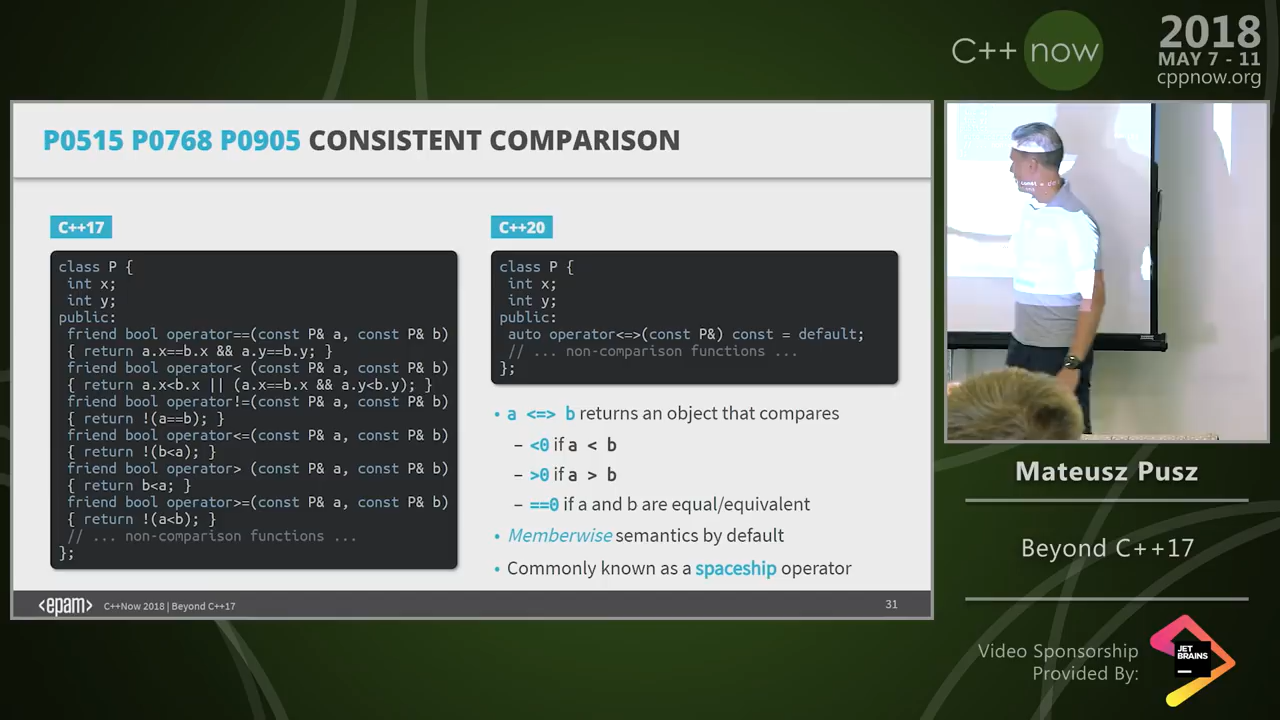 C++ now
2018
MAY 7 - 11
cppnow.org
P0515 P0768 P0905 CONSISTENT COMPARISON
C++17
class P {
int x;
int y;
public:
friend bool operator==(const P& a, const P& b)
{ return a.x==b.x && a.y==b.y; }
friend bool operator< (const P& a, const P& b)
{ return a.x<b.x || (a.x==b.x && a.y<b.y); }
friend bool operator!=(const P& a, const P& b)
{ return !(a==b); }
friend bool operator<=(const P& a, const P& b)
{ return !(b<a); }
friend bool operator> (const P& a, const P& b)
{ return b<a; }
friend bool operator>=(const P& a, const P& b)
{ return !(a<b); }
// ... non-comparison functions ...
};
C++20
class P {
int x;
int y;
public:
auto operator<=>(const P&) const = default;
// ... non-comparison functions ...
};
• a <=> b returns an object that compares
– <0 if a < b
– >0 if a > b
– ==0 if a and b are equal/equivalent
• Memberwise semantics by default
• Commonly known as a spaceship operator
<epam> C++Now 2018 | Beyond C++17
31
Mateusz Pusz
Beyond C++17
Video Sponsorship
Provided By:
JET
BRAINS